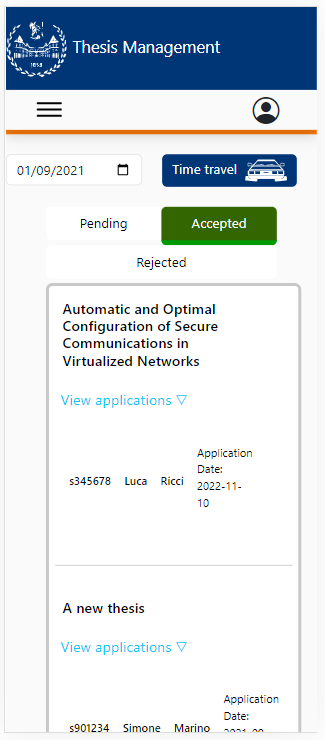 Thesis Management
1859
01/09/2021
Time travel
Pending
Accepted
Rejected
Automatic and Optimal
Configuration of Secure
Communications in
Virtualized Networks
View applications ▽
s345678 Luca Ricci
Application
Date:
2022-11-
10
A new thesis
View applications ▽
s901234 Simone Marino
Application
Date:
2021-09-